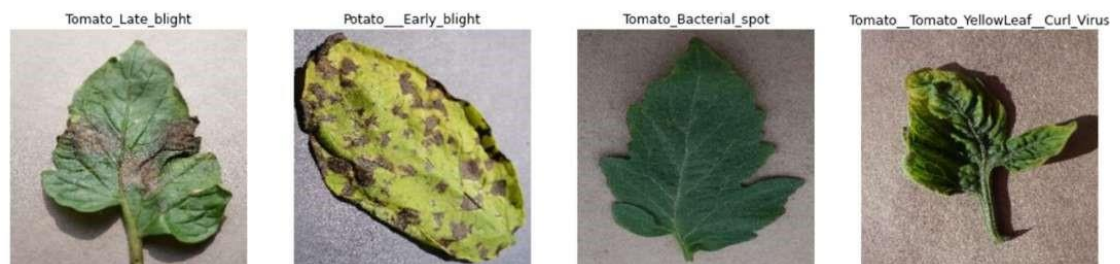 Tomato_Late_blight
Potato___Early_blight
Tomato_Bacterial_spot
Tomato__Tomato_YellowLeaf__Curl_Virus